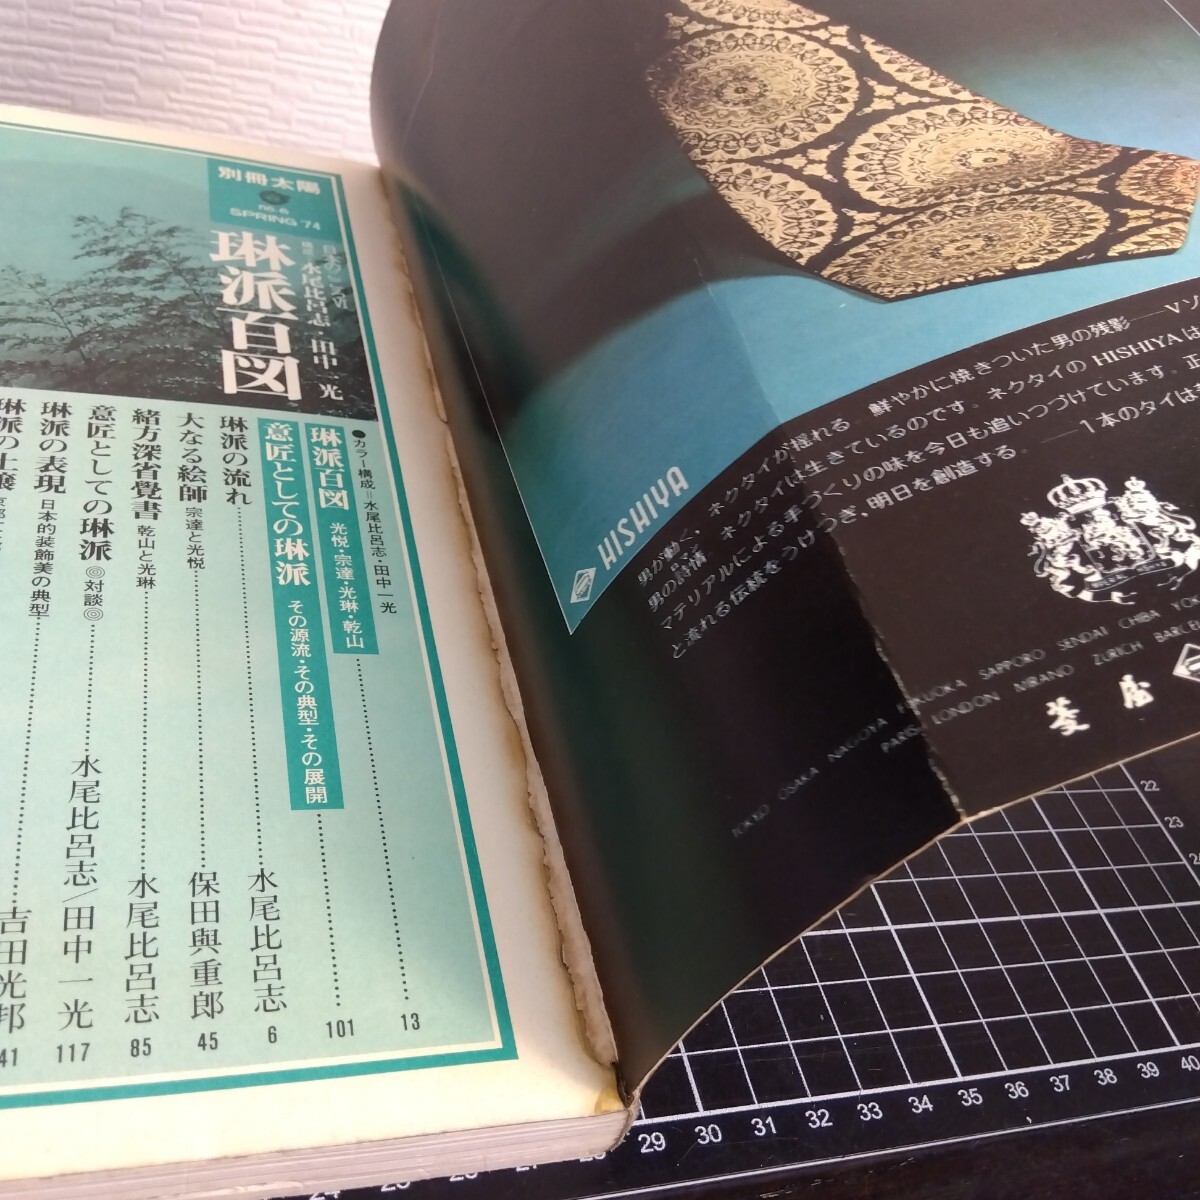 別冊太陽
no.6
SPRING '74
琳派百図
水尾比呂志・田中
光
●カラー構成=水尾比呂志・田中一光
琳派百図 光悦・宗達・光琳・乾山 13
意匠としての琳派 その源流・その典型・その展開 101
琳派の流れ 水尾比呂志 6
大なる絵師 宗達と光悦 保田與重郎 45
緒方深省覺書 乾山と光琳 水尾比呂志 85
意匠としての琳派 ◎対談◎ 水尾比呂志/田中一光 117
琳派の表現 日本的装飾美の典型 吉田光邦 41
琳派の土壌
HISHIYA
男が動く、ネクタイが揺れる。鮮やかに焼きついた男の残影—Vソ
男の詩情。ネクタイは生きているのです。ネクタイのHISHIYAは
マテリアルによる手づくりの味を今日も追いつづけています。正
と流れる伝統をうけつぎ、明日を創造する。—1本のタイは
TOKYO OSAKA NAGOYA FUKUOKA SAPPORO SENDAI CHIBA
PARIS LONDON MIRANO ZURICH
菱屋
22
23
29 30 31 32 33 34 35 36 37 38 39 40